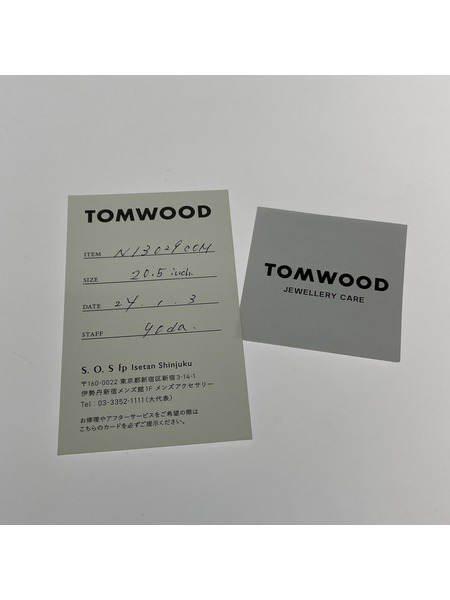 TOMWOOD
ITEM N13029COM
SIZE 20.5 inch.
DATE 24 . 1 . 3
STAFF yoda.
S. O. S fp Isetan Shinjuku
〒160-0022 東京都新宿区新宿3-14-1
伊勢丹新宿メンズ館1F メンズアクセサリー
Tel : 03-3352-1111(大代表)
お修理やアフターサービスをご希望の際は
こちらのカードを必ずご提示ください。
TOMWOOD
JEWELLERY CARE